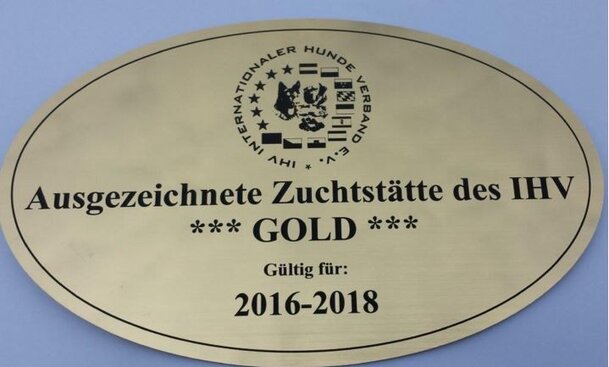 IHV INTERNATIONALER HUNDE VERBAND E.V. *
Ausgezeichnete Zuchtstätte des IHV
*** GOLD ***
Gültig für:
2016-2018